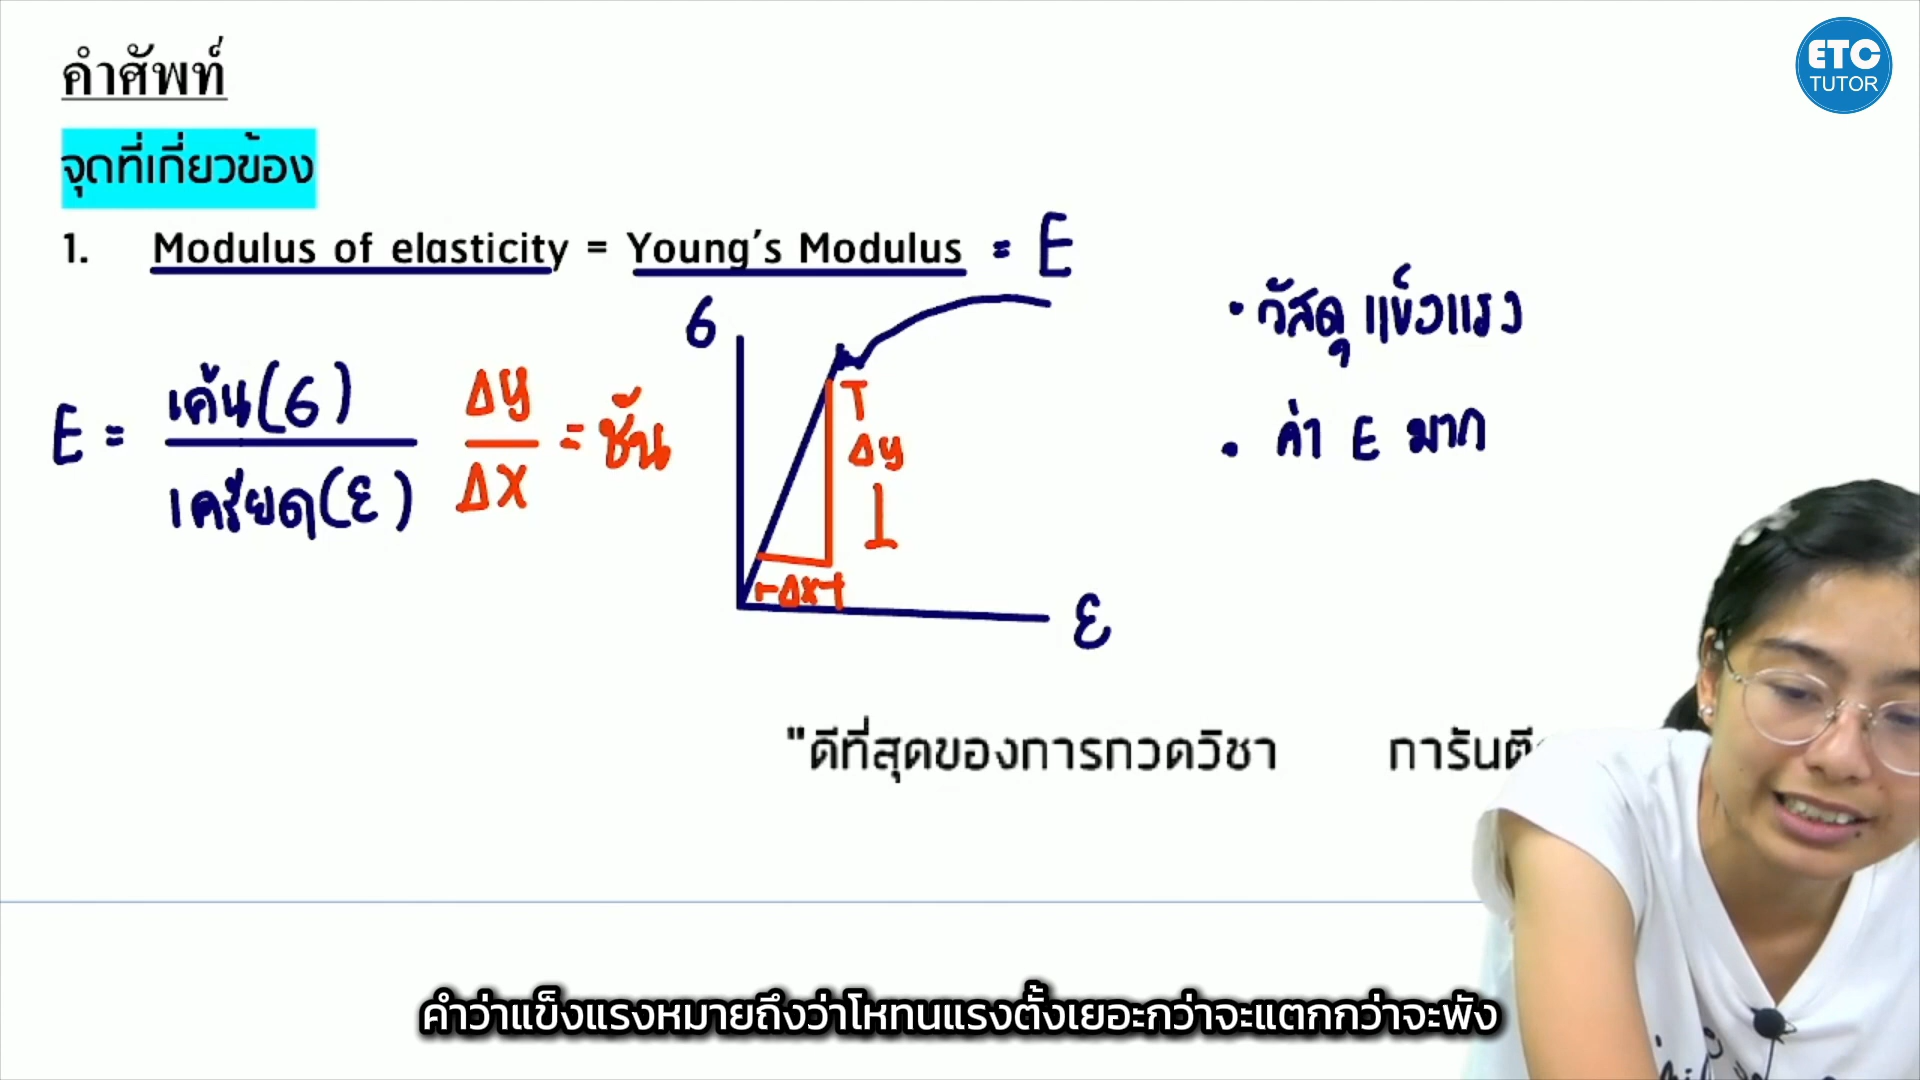 ETC
TUTOR
คำศัพท์
จุดที่เกี่ยวข้อง
1. Modulus of elasticity = Young's Modulus = E
E = เค้น(σ) / เครียด(ε) Δy / Δx = ชัน
σ
Δy
Δx
ε
• วัสดุ แข็งแรง
• ค่า E มาก
"ดีที่สุดของการกวดวิชา การันตี
คำว่าแข็งแรงหมายถึงว่าโหทนแรงตั้งเยอะกว่าจะแตกกว่าจะพัง